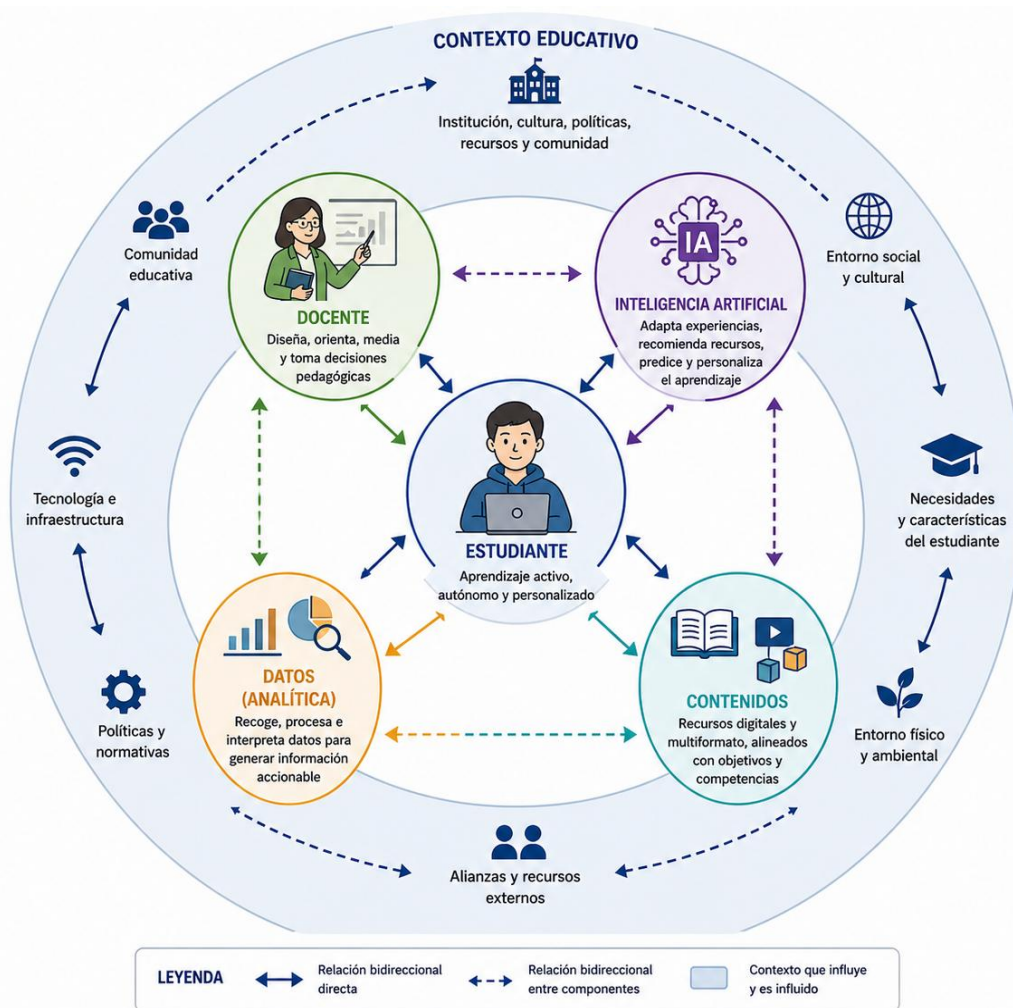 CONTEXTO EDUCATIVO
Institución, cultura, políticas,
recursos y comunidad
Comunidad
educativa
Entorno social
y cultural
DOCENTE
Diseña, orienta, media
y toma decisiones
pedagógicas
IA
INTELIGENCIA ARTIFICIAL
Adapta experiencias,
recomienda recursos,
predice y personaliza
el aprendizaje
Tecnología e
infraestructura
ESTUDIANTE
Aprendizaje activo,
autónomo y personalizado
Necesidades
y características
del estudiante
Políticas y
normativas
DATOS
(ANALÍTICA)
Recoge, procesa e
interpreta datos para
generar información
accionable
CONTENIDOS
Recursos digitales y
multiformato, alineados
con objetivos y
competencias
Entorno físico
y ambiental
Alianzas y recursos
externos
LEYENDA
Relación bidireccional
directa
Relación bidireccional
entre componentes
Contexto que influye
y es influido